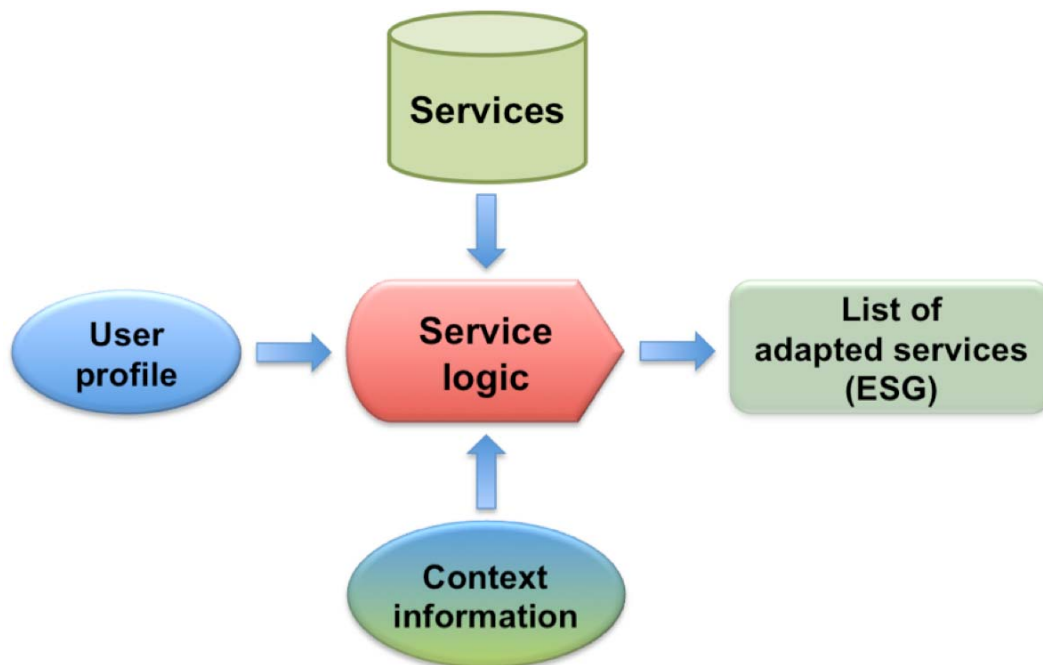 Services
User
profile
Service
logic
List of
adapted services
(ESG)
Context
information